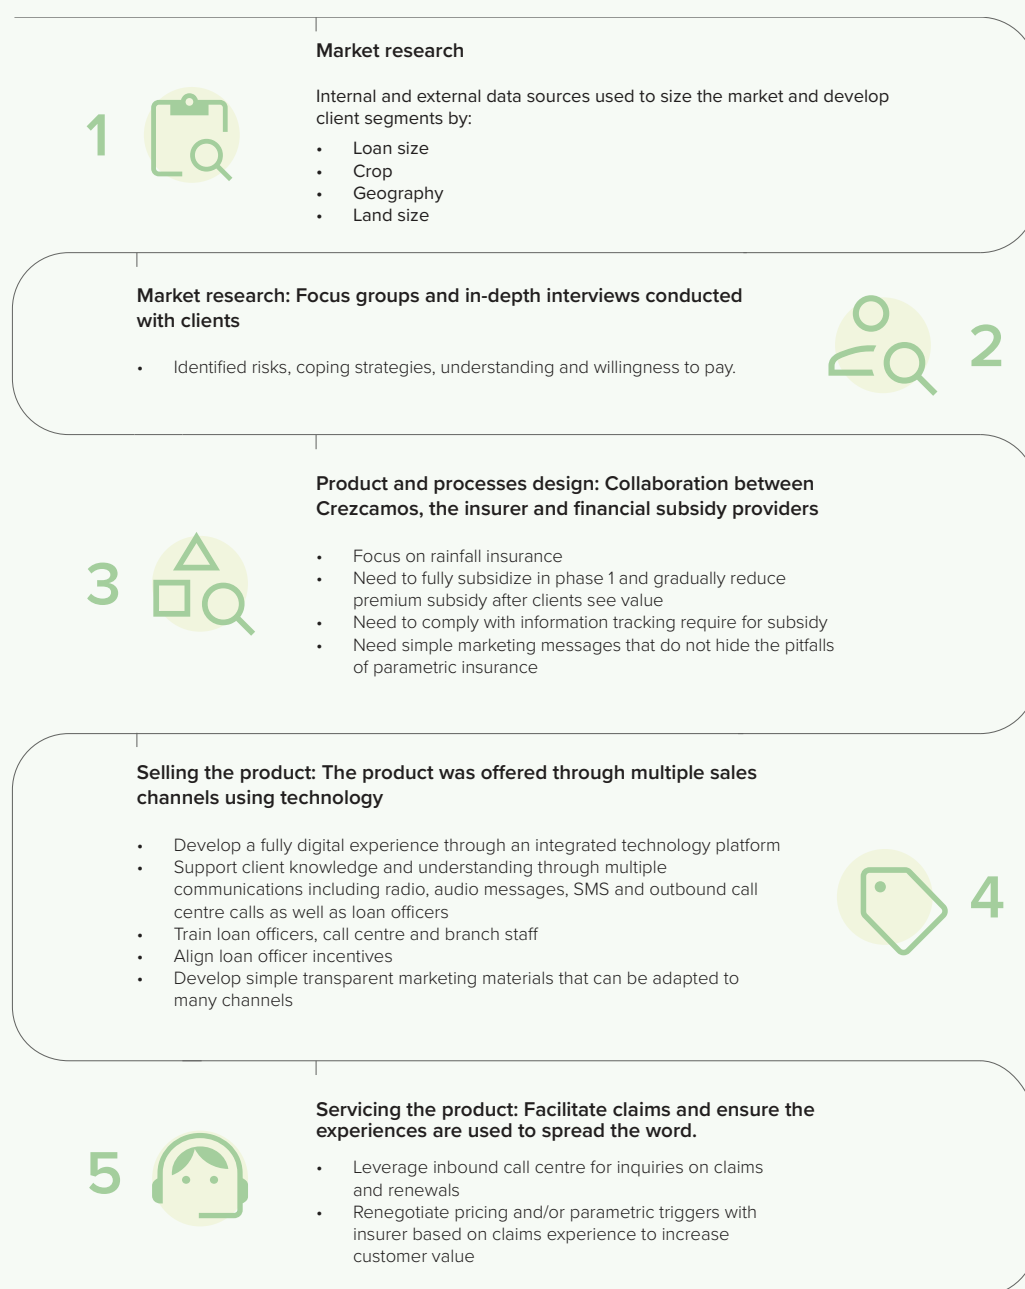 Market research
1
Internal and external data sources used to size the market and develop
client segments by:
• Loan size
• Crop
• Geography
• Land size
Market research: Focus groups and in-depth interviews conducted
with clients
2
• Identified risks, coping strategies, understanding and willingness to pay.
Product and processes design: Collaboration between
Crezcamos, the insurer and financial subsidy providers
3
• Focus on rainfall insurance
• Need to fully subsidize in phase 1 and gradually reduce
premium subsidy after clients see value
• Need to comply with information tracking require for subsidy
• Need simple marketing messages that do not hide the pitfalls
of parametric insurance
Selling the product: The product was offered through multiple sales
channels using technology
• Develop a fully digital experience through an integrated technology platform
• Support client knowledge and understanding through multiple
communications including radio, audio messages, SMS and outbound call
centre calls as well as loan officers
4
• Train loan officers, call centre and branch staff
• Align loan officer incentives
• Develop simple transparent marketing materials that can be adapted to
many channels
Servicing the product: Facilitate claims and ensure the
experiences are used to spread the word.
5
• Leverage inbound call centre for inquiries on claims
and renewals
• Renegotiate pricing and/or parametric triggers with
insurer based on claims experience to increase
customer value